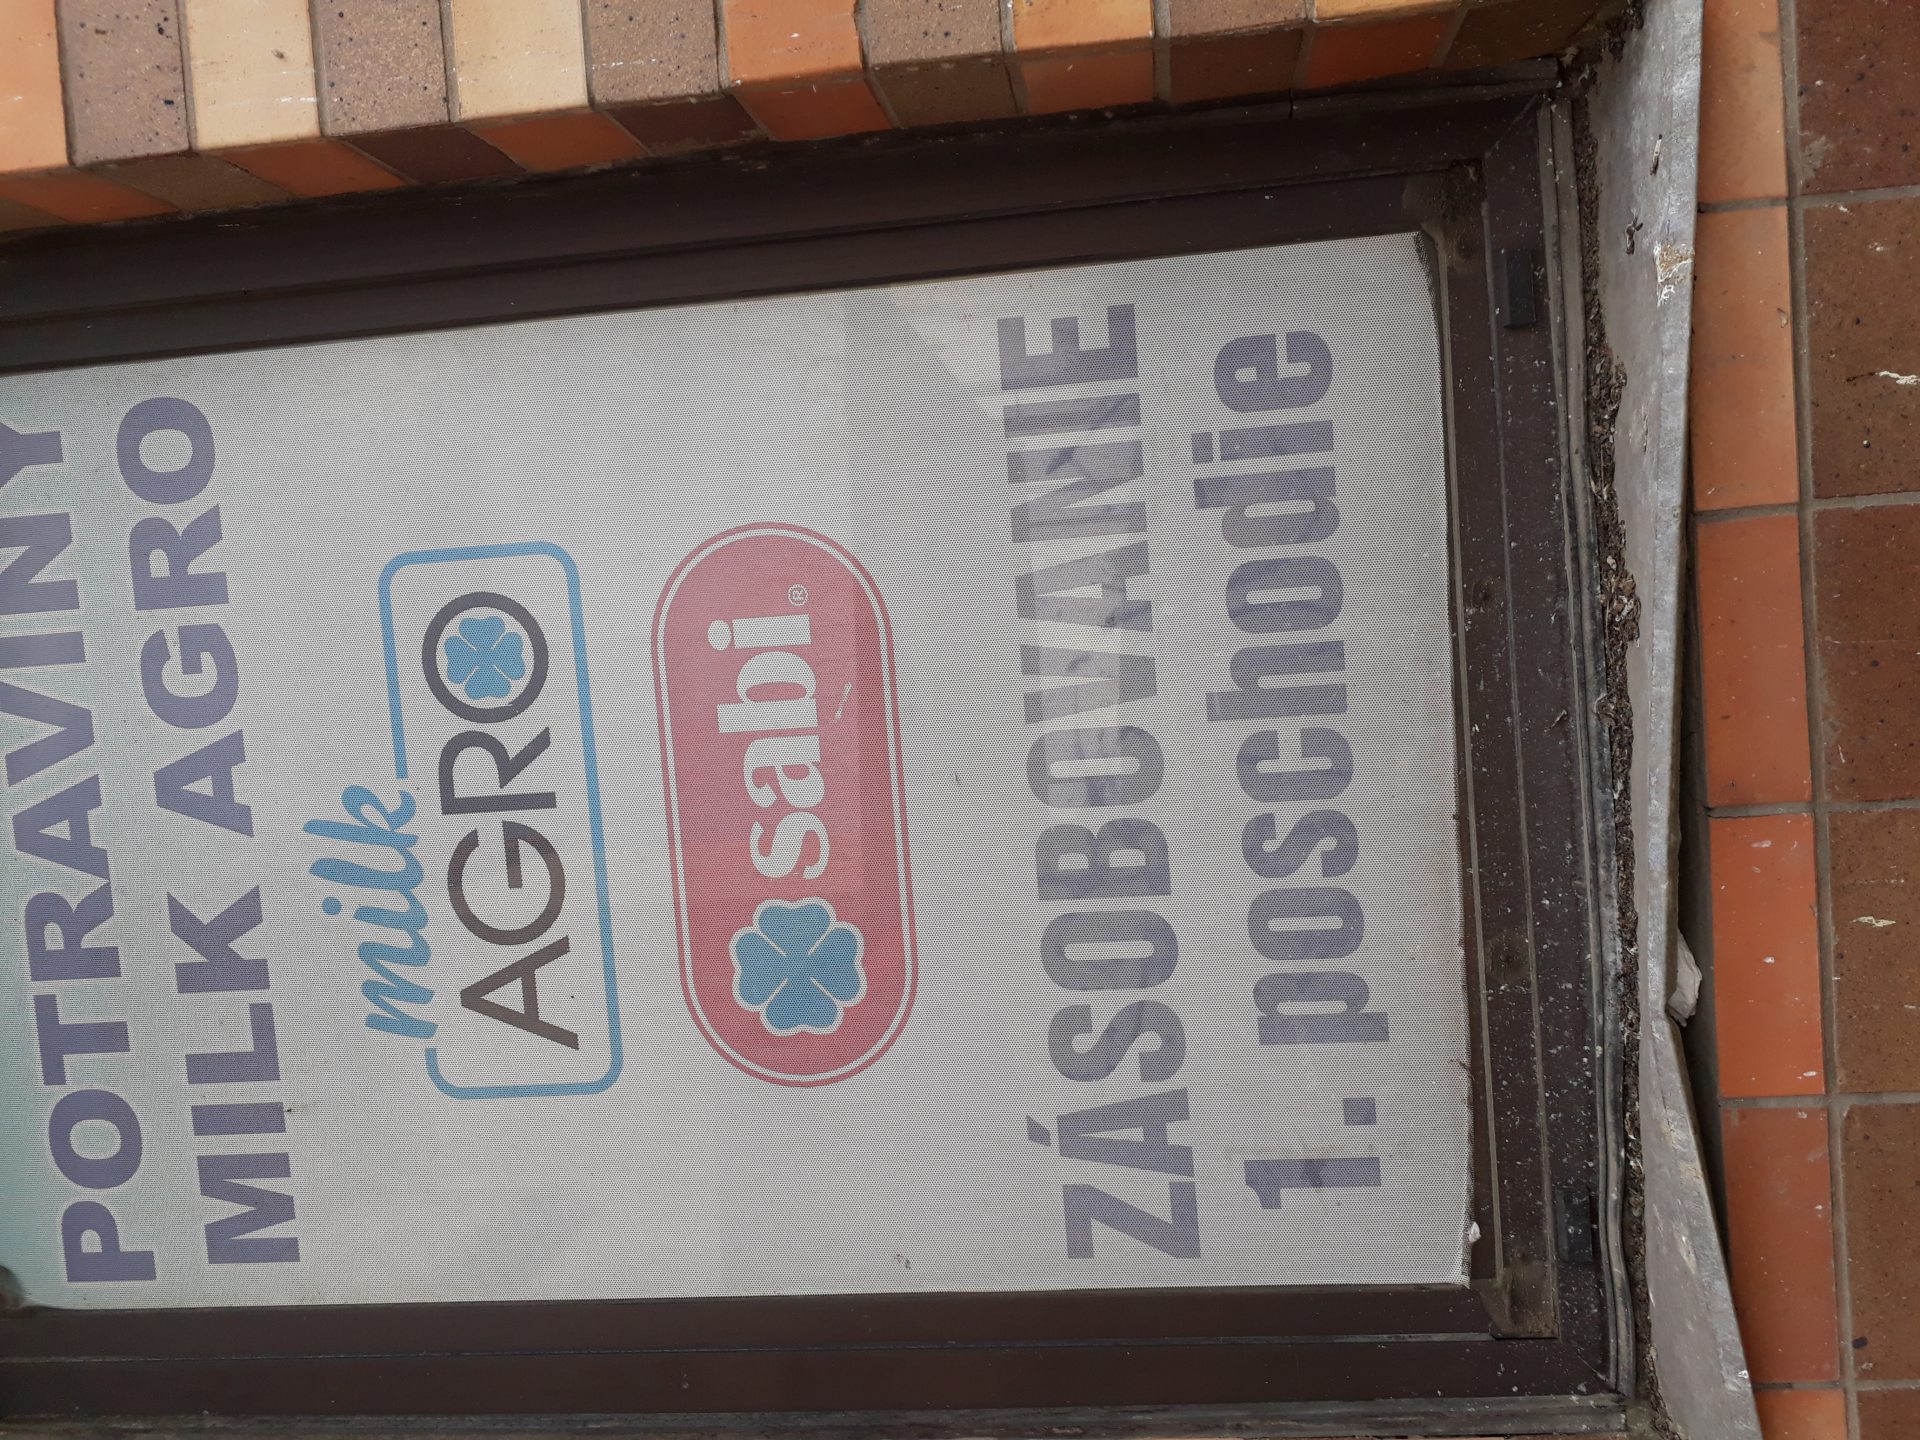 POTRAVINY
MILK AGRO
milk
AGRO
sabi®
ZÁSOBOVANIE
1. poschodie